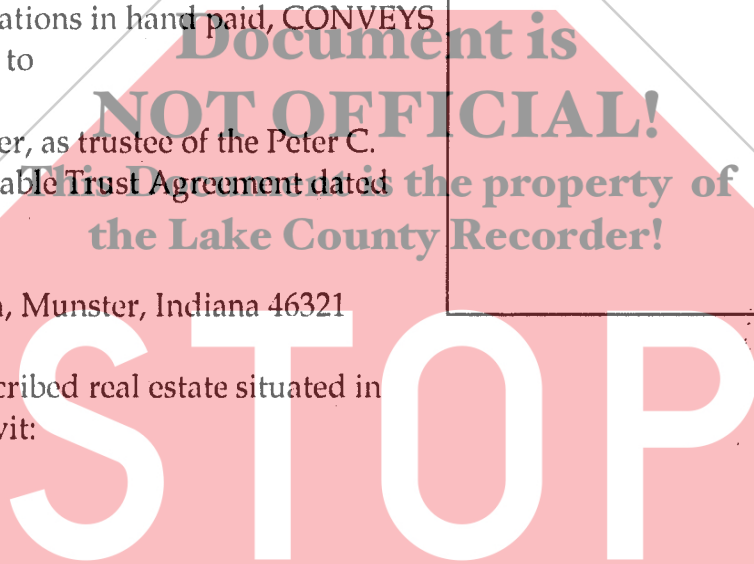 ations in hand paid, CONVEYS
Document is
to
NOT OFFICIAL!
er, as trustee of the Peter C.
This Document is the property of
able Trust Agreement dated
the Lake County Recorder!
, Munster, Indiana 46321
STOP
cribed real estate situated in
vit: